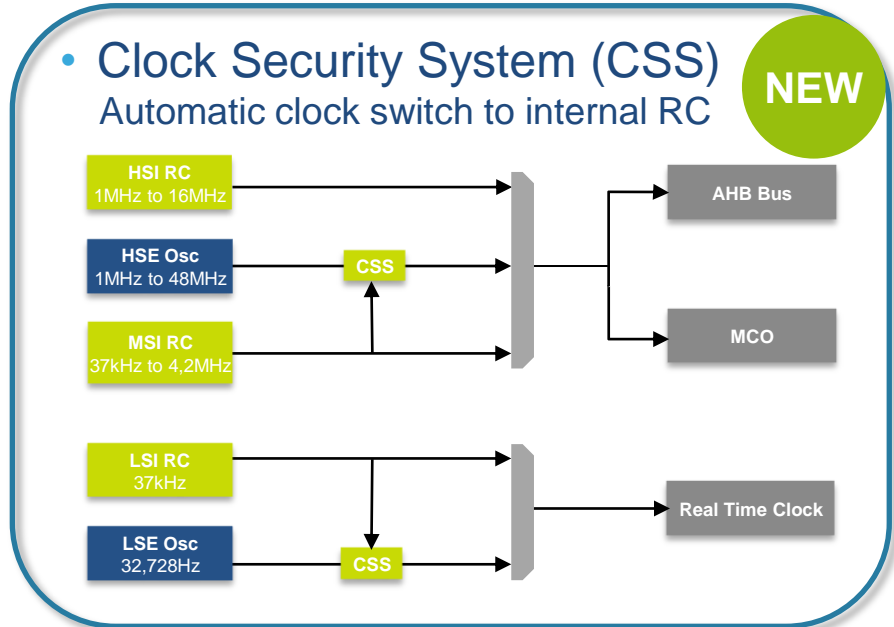 • Clock Security System (CSS)
Automatic clock switch to internal RC
NEW
HSI RC
1MHz to 16MHz
AHB Bus
HSE Osc
1MHz to 48MHz
CSS
MSI RC
37kHz to 4,2MHz
MCO
LSI RC
37kHz
Real Time Clock
LSE Osc
32,728Hz
CSS